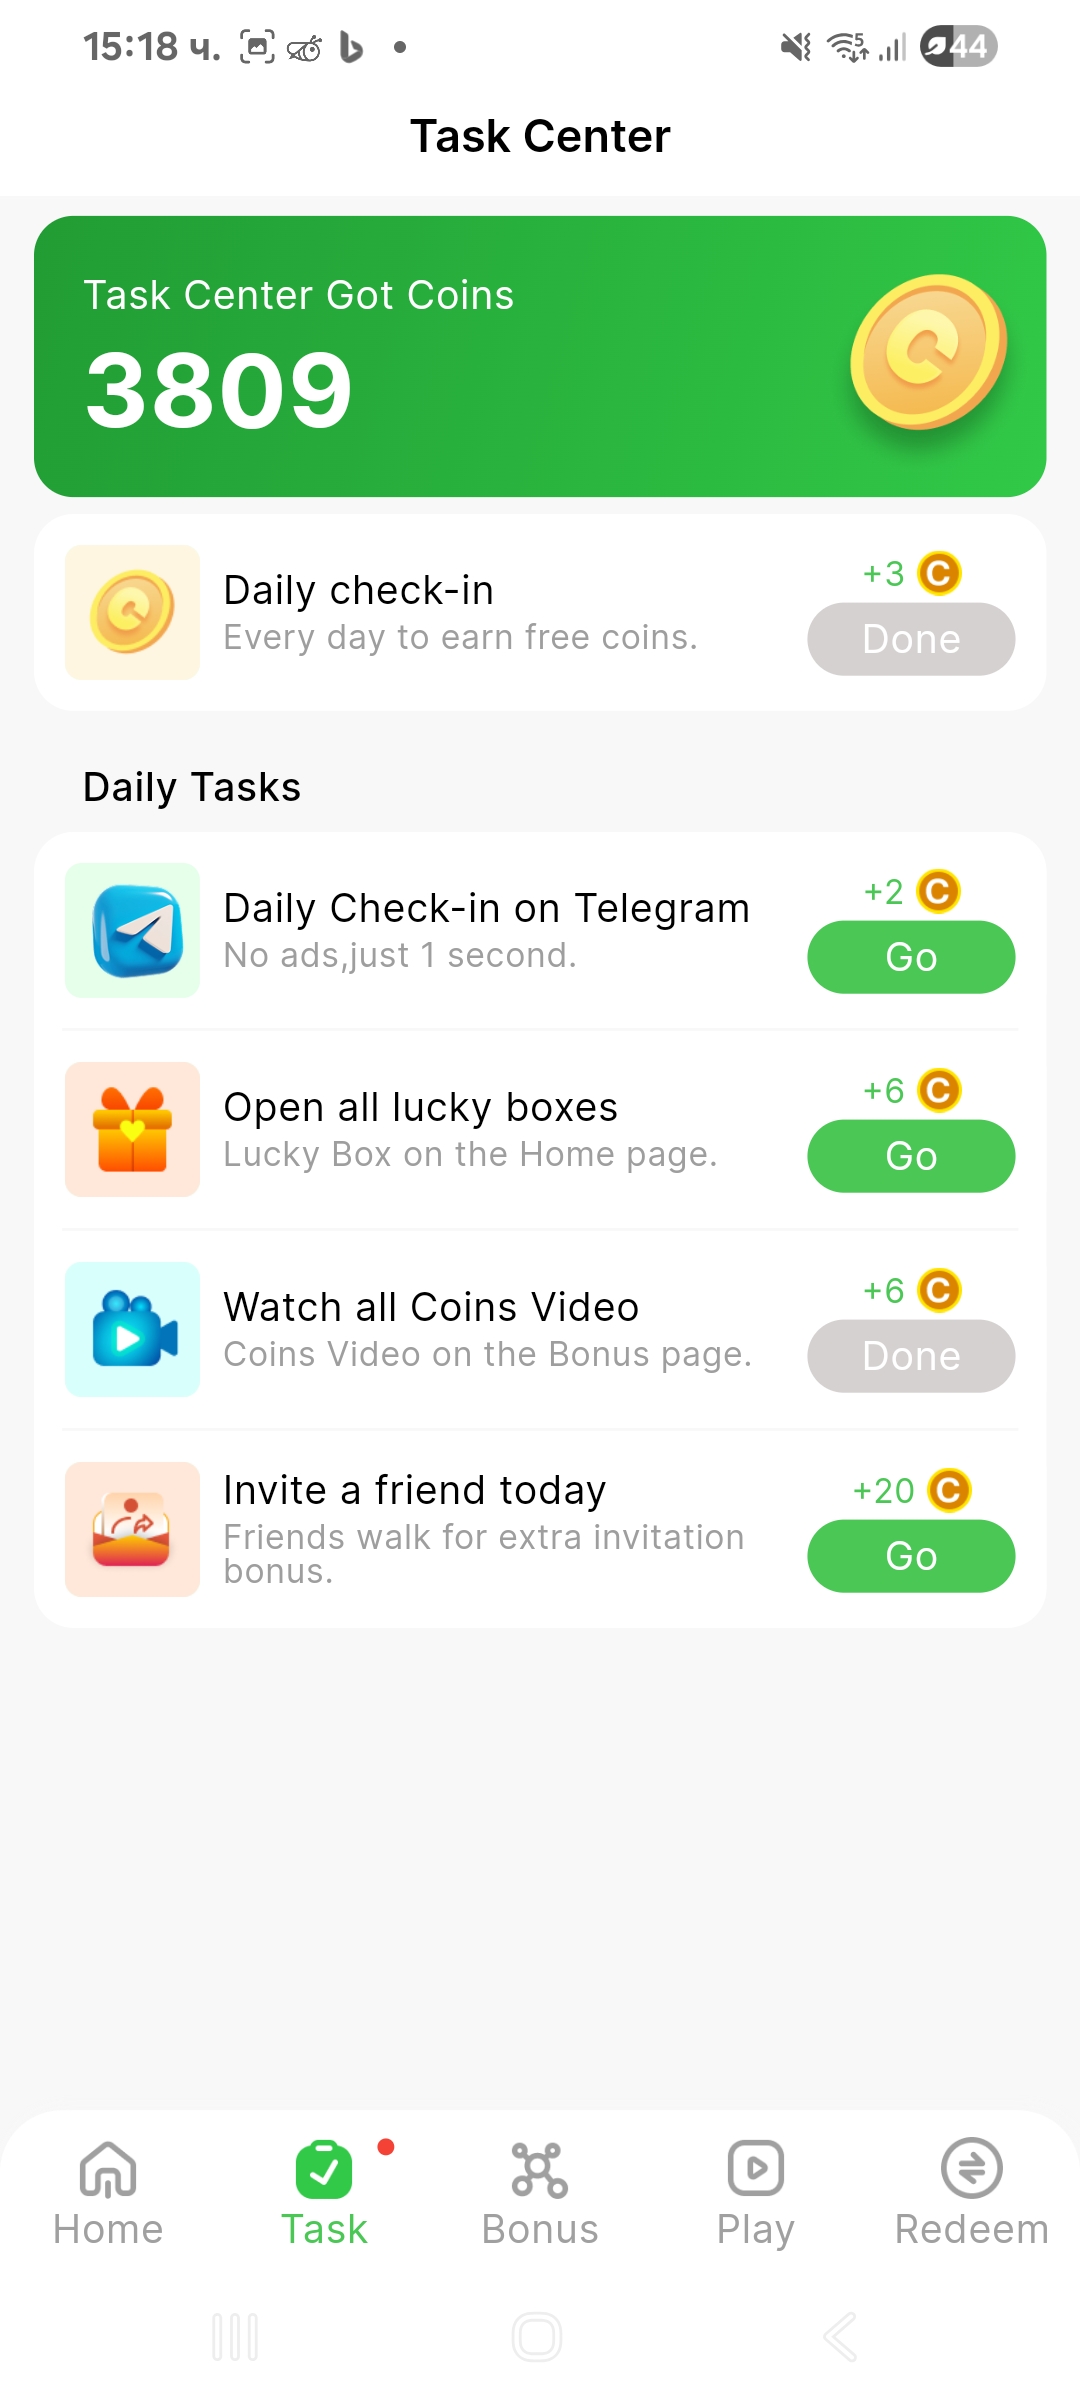 15:18 ч.
44
Task Center
Task Center Got Coins
3809
Daily check-in
Every day to earn free coins.
+3
Done
Daily Tasks
Daily Check-in on Telegram
No ads,just 1 second.
+2
Go
Open all lucky boxes
Lucky Box on the Home page.
+6
Go
Watch all Coins Video
Coins Video on the Bonus page.
+6
Done
Invite a friend today
Friends walk for extra invitation
bonus.
+20
Go
Home
Task
Bonus
Play
Redeem